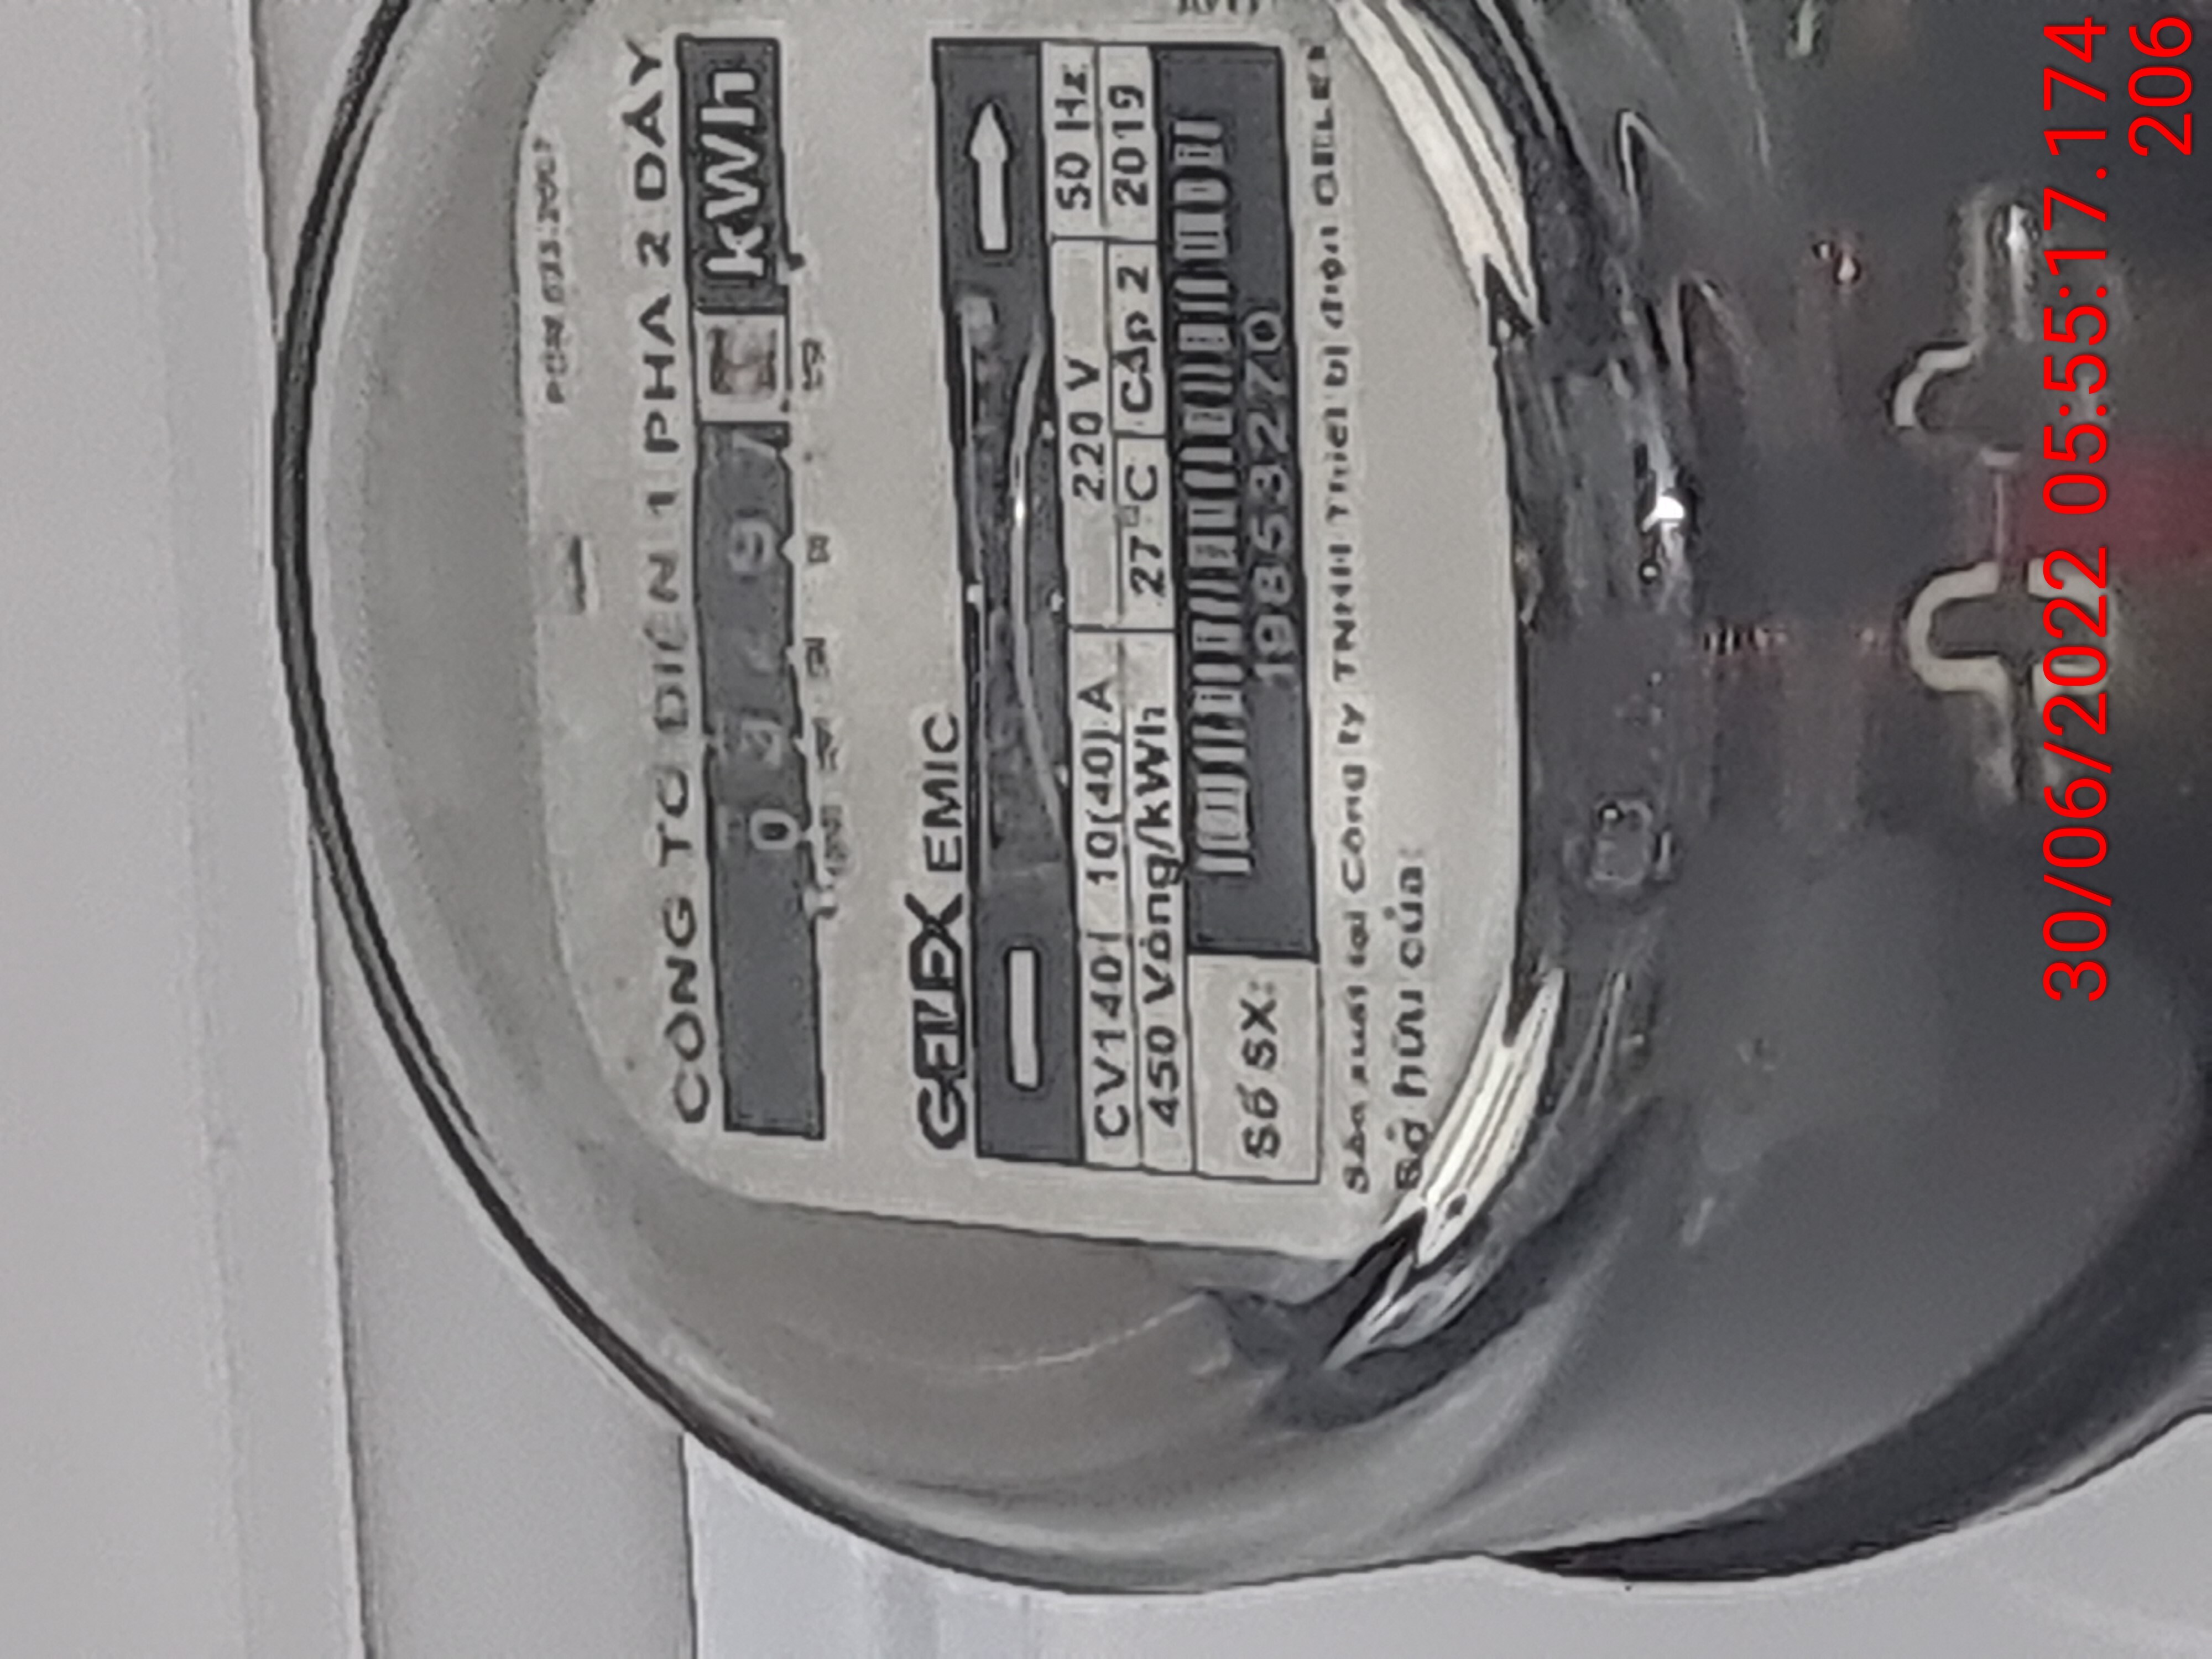 CÔNG TƠ ĐIỆN 1 PHA 2 DÂY
kWh
GELEX EMIC
CV140 10(40) A 220 V 50 Hz
450 Vòng/kWh 27°C Cấp 2 2019
Số SX:
198653270
Sản xuất tại Công ty TNHH Thiết bị điện GELEX
Sở hữu của:
30/06/2022 05:55:17.174
206